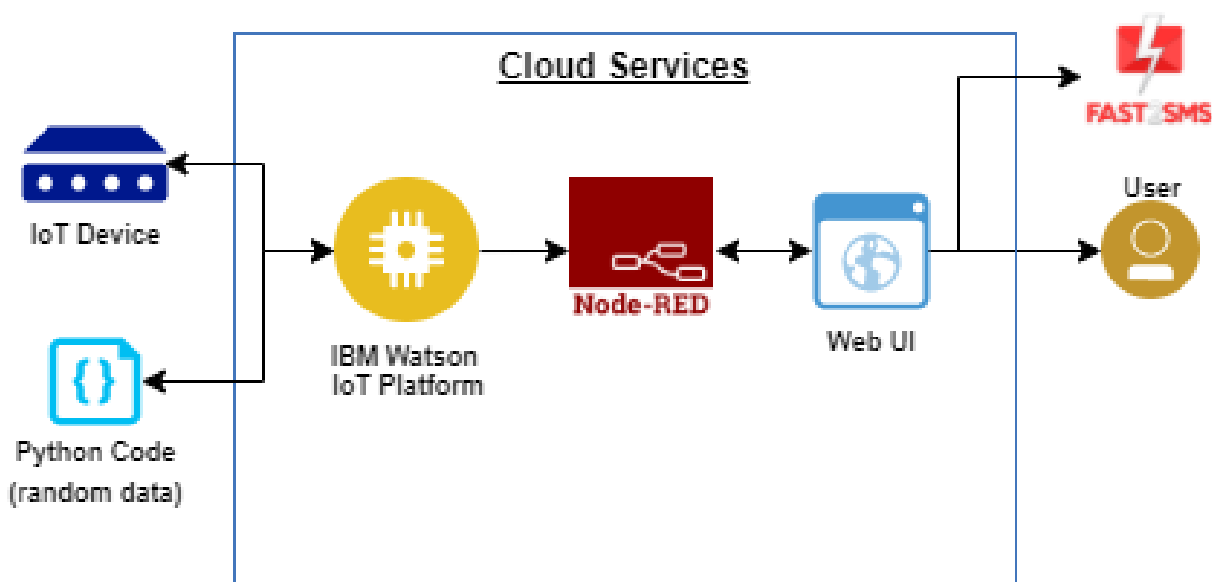 Cloud Services
FAST2SMS
IoT Device
User
Node-RED
Web UI
IBM Watson
IoT Platform
Python Code
(random data)